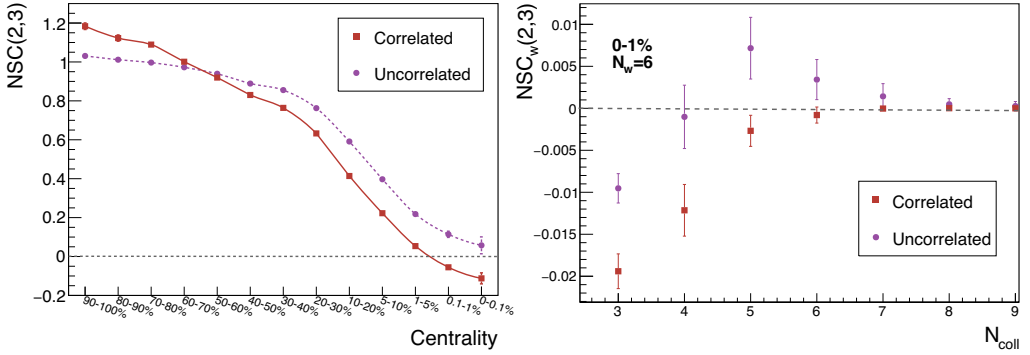 NSC(2,3)
1.2
1
0.8
0.6
0.4
0.2
0
−0.2
Correlated
Uncorrelated
90-100%
80-90%
70-80%
60-70%
50-60%
40-50%
30-40%
20-30%
10-20%
5-10%
1-5%
0.1-1%
0-0.1%
Centrality
NSCw(2,3)
0.01
0.005
0
−0.005
−0.01
−0.015
−0.02
0-1%
Nw=6
Correlated
Uncorrelated
3 4 5 6 7 8 9
Ncoll